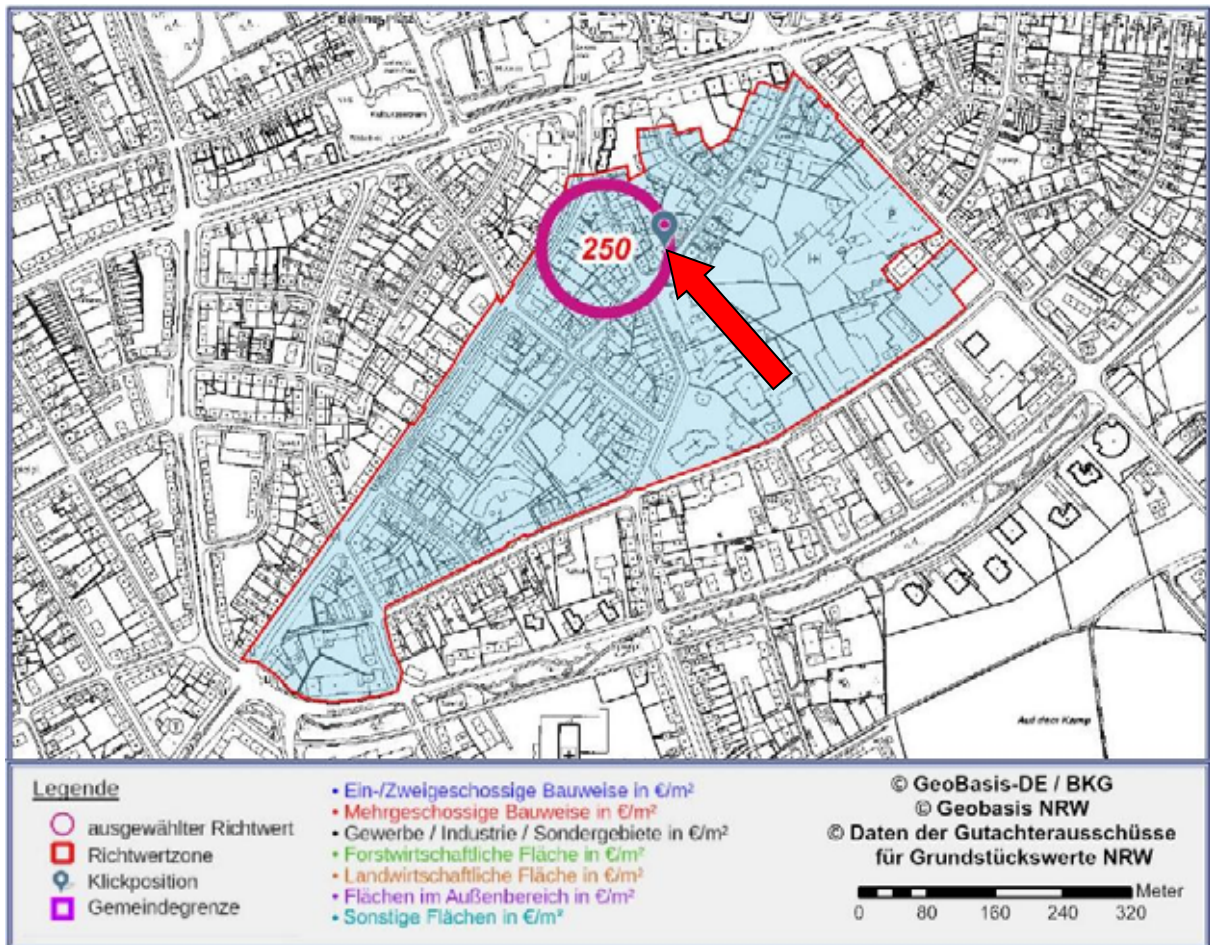 Berliner Platz
Kulturzentrum
250
P
Auf dem Kamp
Legende
ausgewählter Richtwert
Richtwertzone
Klickposition
Gemeindegrenze
• Ein-/Zweigeschossige Bauweise in €/m²
• Mehrgeschossige Bauweise in €/m²
• Gewerbe / Industrie / Sondergebiete in €/m²
• Forstwirtschaftliche Fläche in €/m²
• Landwirtschaftliche Fläche in €/m²
• Flächen im Außenbereich in €/m²
• Sonstige Flächen in €/m²
© GeoBasis-DE / BKG
© Geobasis NRW
© Daten der Gutachterausschüsse
für Grundstückswerte NRW
Meter
0 80 160 240 320